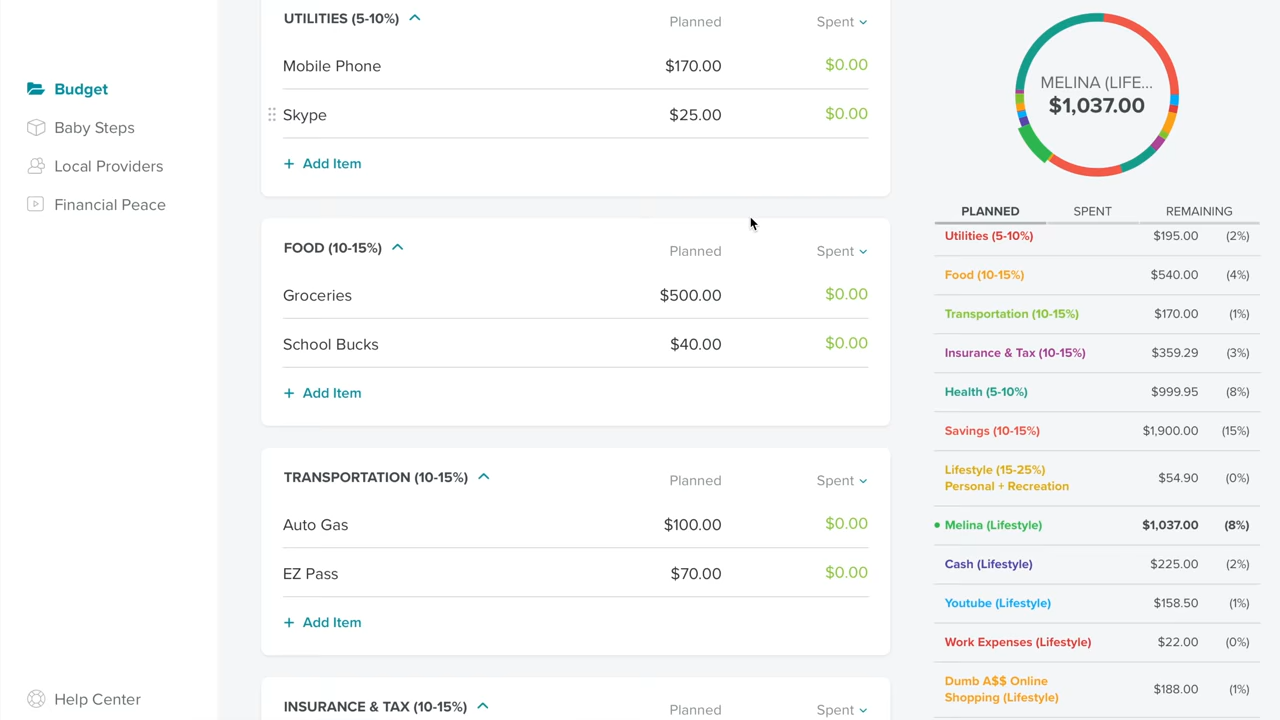 Budget
Baby Steps
Local Providers
Financial Peace
Help Center
UTILITIES (5-10%) Planned Spent
Mobile Phone $170.00 $0.00
Skype $25.00 $0.00
+ Add Item
FOOD (10-15%) Planned Spent
Groceries $500.00 $0.00
School Bucks $40.00 $0.00
+ Add Item
TRANSPORTATION (10-15%) Planned Spent
Auto Gas $100.00 $0.00
EZ Pass $70.00 $0.00
+ Add Item
INSURANCE & TAX (10-15%) Planned Spent
MELINA (LIFE...
$1,037.00
PLANNED SPENT REMAINING
Utilities (5-10%) $195.00 (2%)
Food (10-15%) $540.00 (4%)
Transportation (10-15%) $170.00 (1%)
Insurance & Tax (10-15%) $359.29 (3%)
Health (5-10%) $999.95 (8%)
Savings (10-15%) $1,900.00 (15%)
Lifestyle (15-25%)
Personal + Recreation $54.90 (0%)
Melina (Lifestyle) $1,037.00 (8%)
Cash (Lifestyle) $225.00 (2%)
Youtube (Lifestyle) $158.50 (1%)
Work Expenses (Lifestyle) $22.00 (0%)
Dumb A$$ Online
Shopping (Lifestyle) $188.00 (1%)